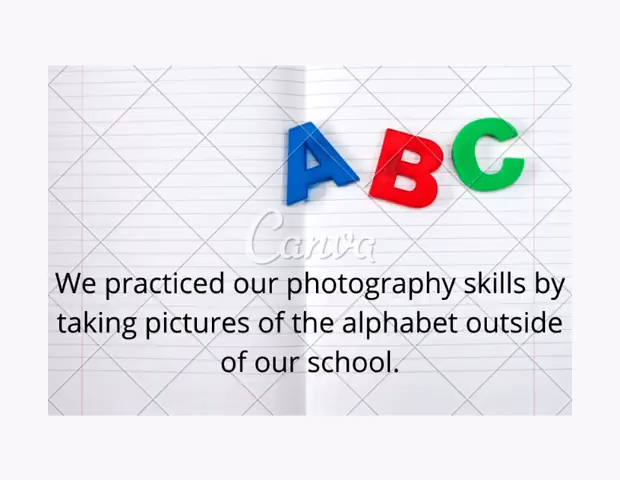 ABC
Canva
We practiced our photography skills by
taking pictures of the alphabet outside
of our school.